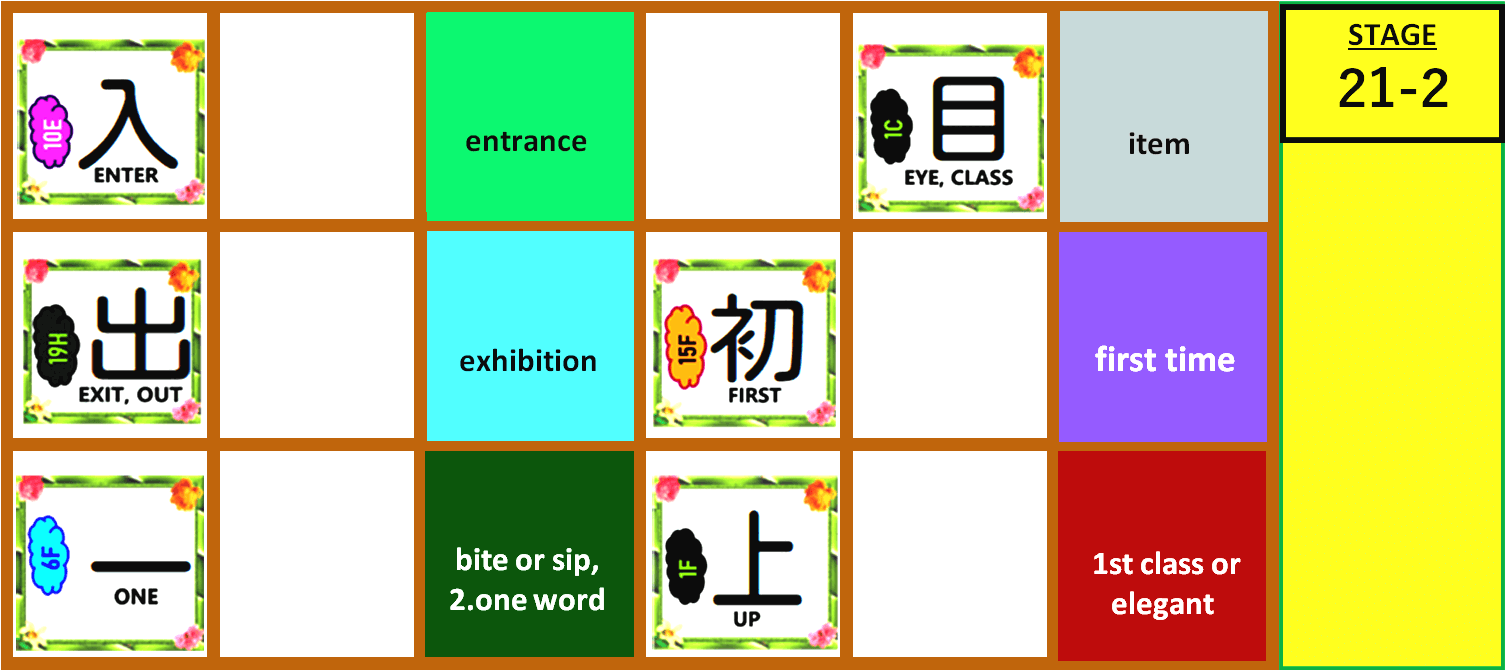 10E
入
ENTER
entrance
1C
目
EYE, CLASS
item
STAGE
21-2
19H
出
EXIT, OUT
exhibition
15F
初
FIRST
first time
6F
一
ONE
bite or sip,
2.one word
1F
上
UP
1st class or
elegant